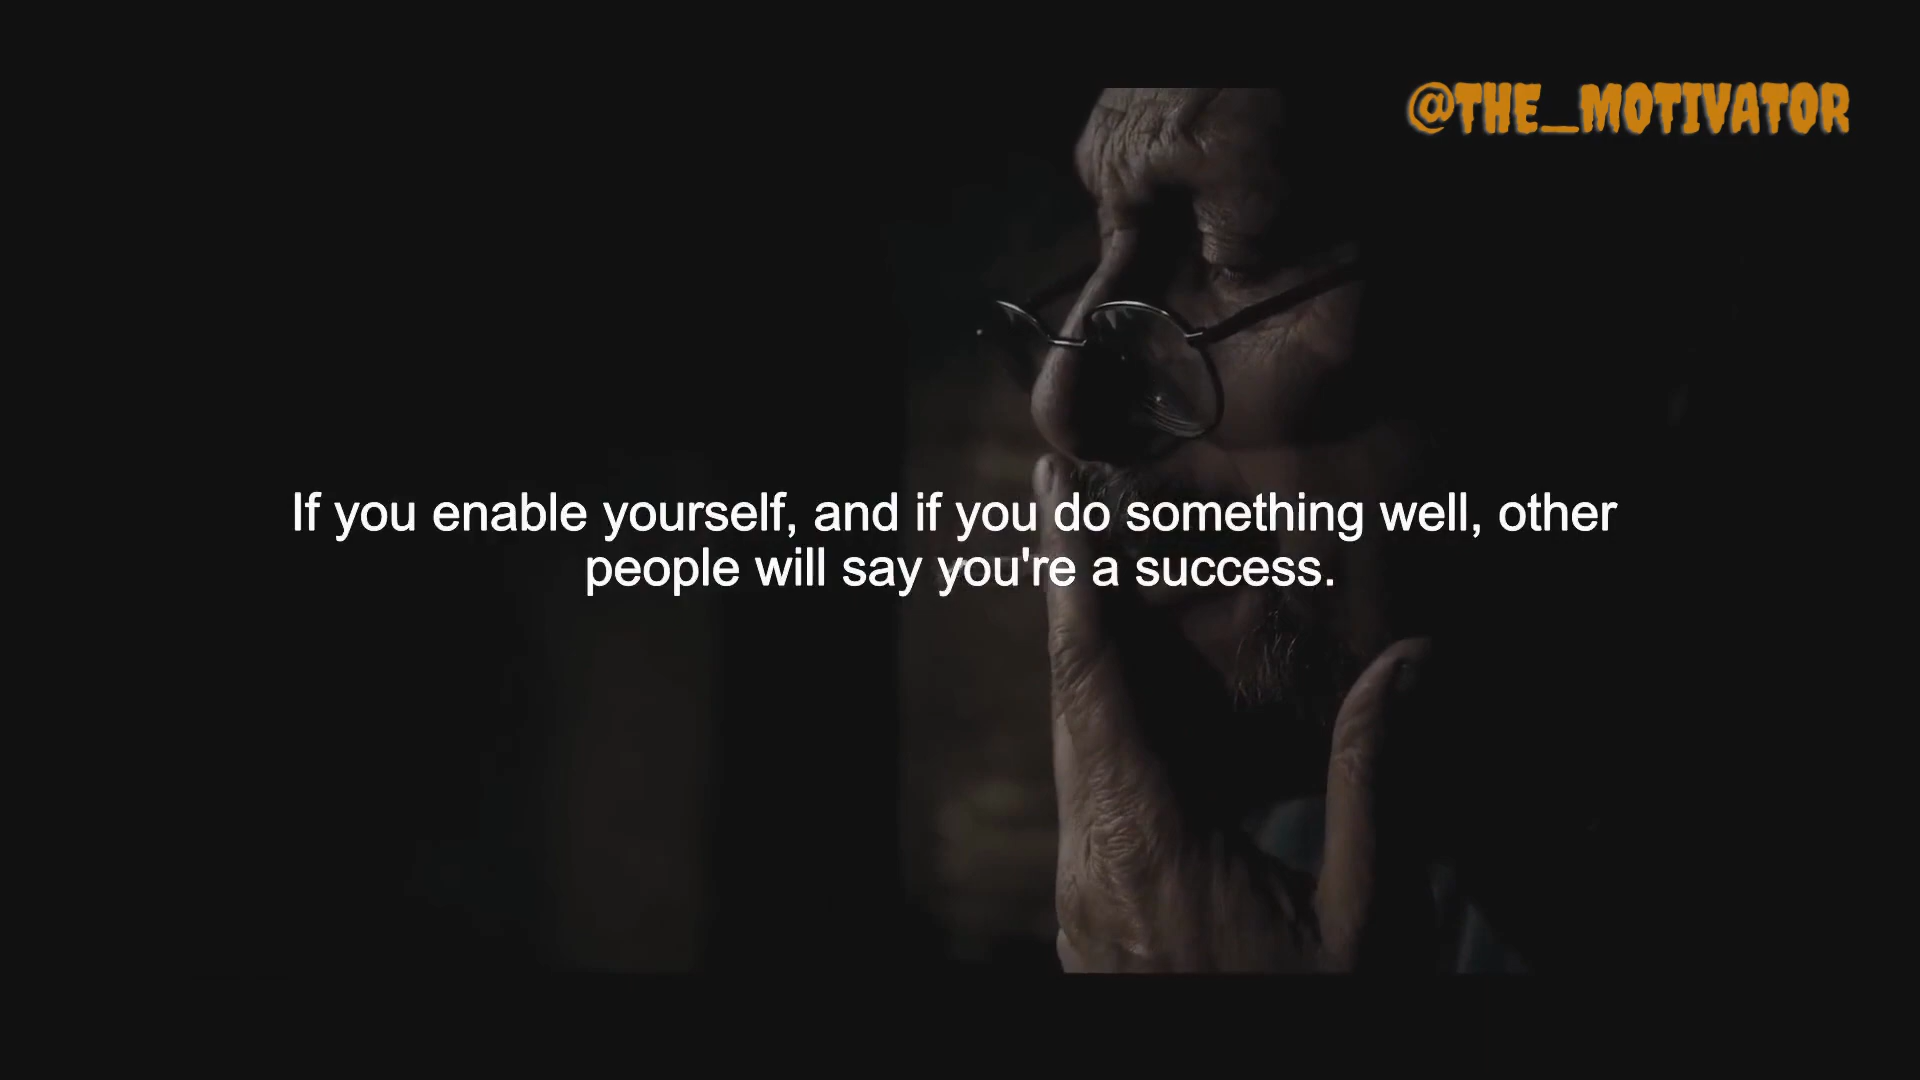 @THE_MOTIVATOR
If you enable yourself, and if you do something well, other
people will say you're a success.